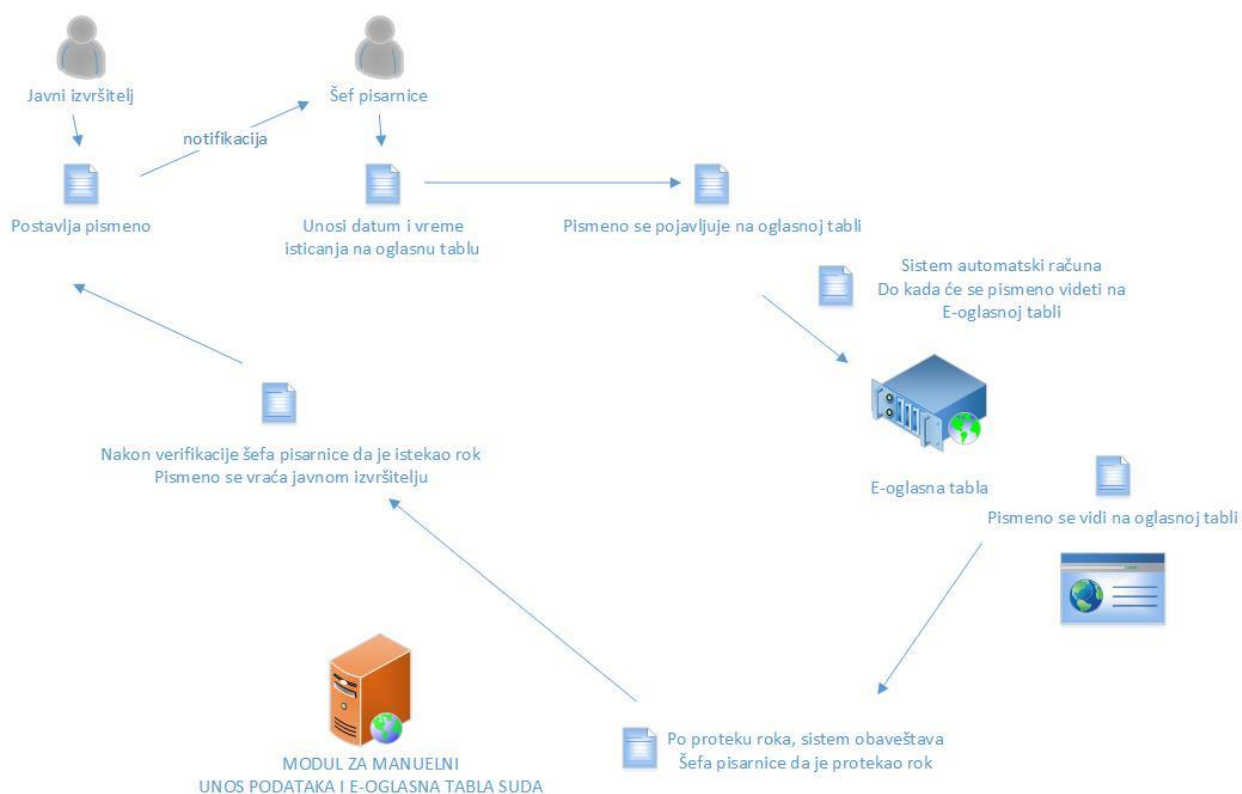 Javni izvršitelj
Šef pisarnice
notifikacija
Postavlja pismeno
Unosi datum i vreme
isticanja na oglasnu tablu
Pismeno se pojavljuje na oglasnoj tabli
Sistem automatski računa
Do kada će se pismeno videti na
E-oglasnoj tabli
E-oglasna tabla
Pismeno se vidi na oglasnoj tabli
Nakon verifikacije šefa pisarnice da je istekao rok
Pismeno se vraća javnom izvršitelju
Po proteku roka, sistem obaveštava
Šefa pisarnice da je protekao rok
MODUL ZA MANUELNI
UNOS PODATAKA I E-OGLASNA TABLA SUDA